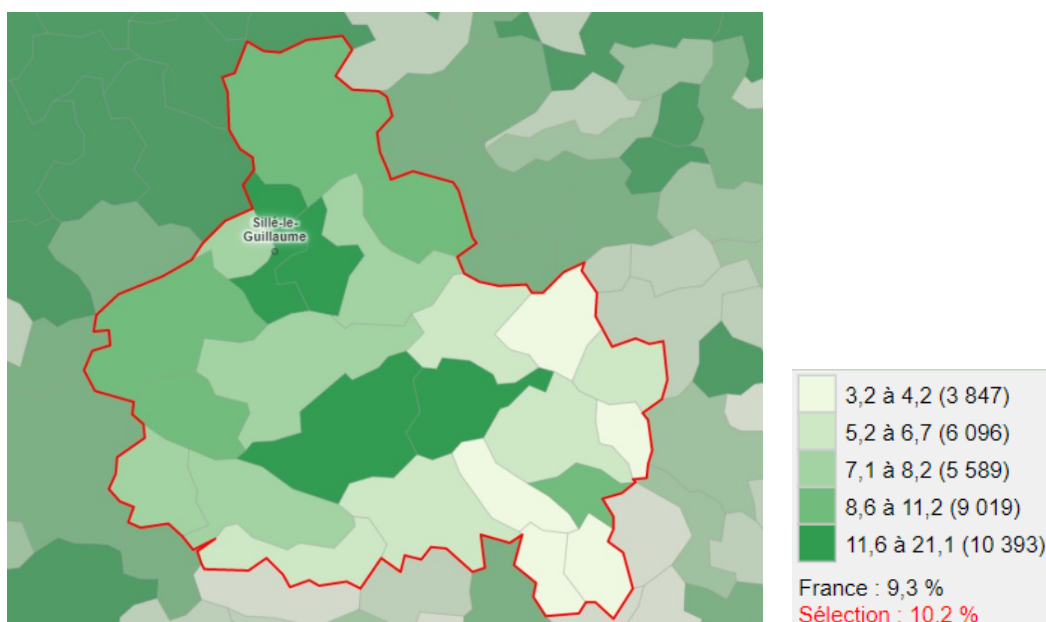 Sillé-le-
Guillaume
3,2 à 4,2 (3 847)
5,2 à 6,7 (6 096)
7,1 à 8,2 (5 589)
8,6 à 11,2 (9 019)
11,6 à 21,1 (10 393)
France : 9,3 %
Sélection : 10,2 %